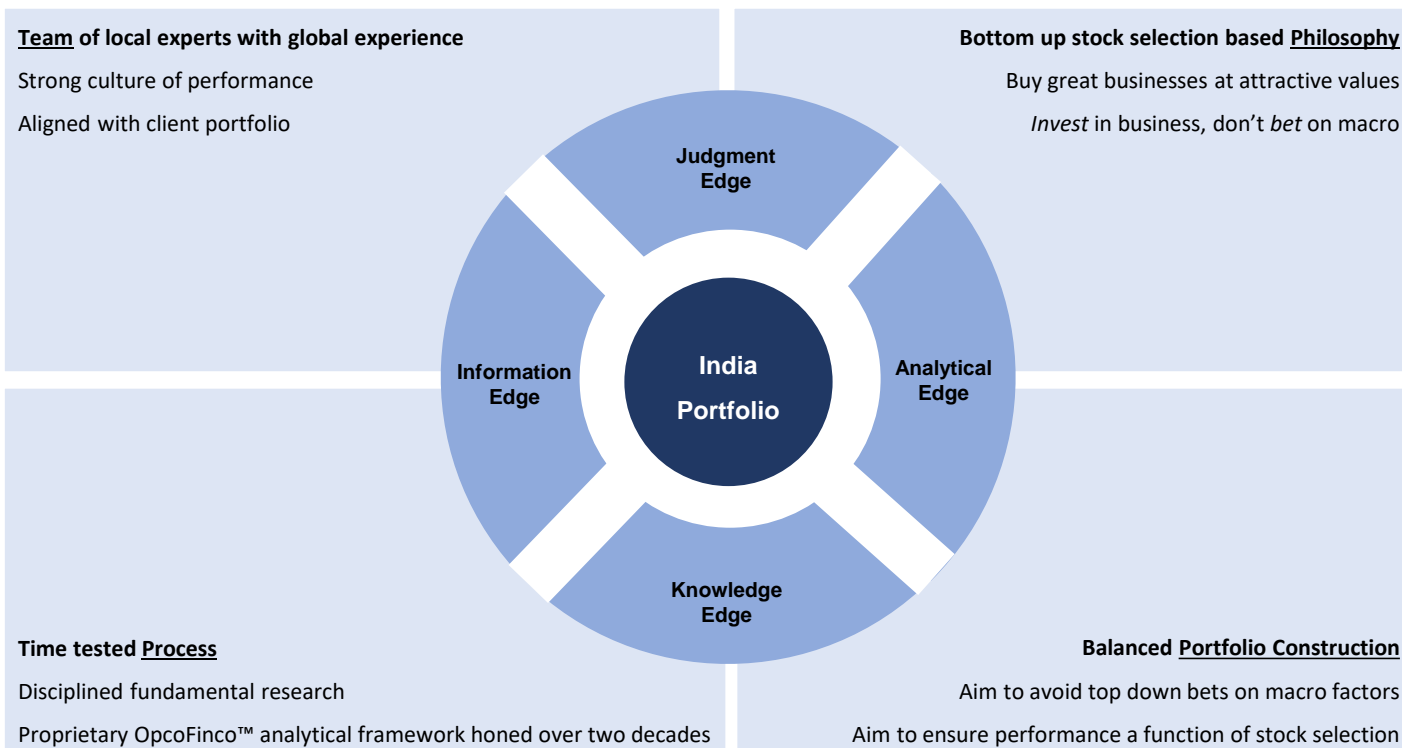 Team of local experts with global experience
Strong culture of performance
Aligned with client portfolio
Bottom up stock selection based Philosophy
Buy great businesses at attractive values
Invest in business, don’t bet on macro
Judgment
Edge
Information
Edge
India
Portfolio
Analytical
Edge
Knowledge
Edge
Time tested Process
Disciplined fundamental research
Proprietary OpcoFinco™ analytical framework honed over two decades
Balanced Portfolio Construction
Aim to avoid top down bets on macro factors
Aim to ensure performance a function of stock selection